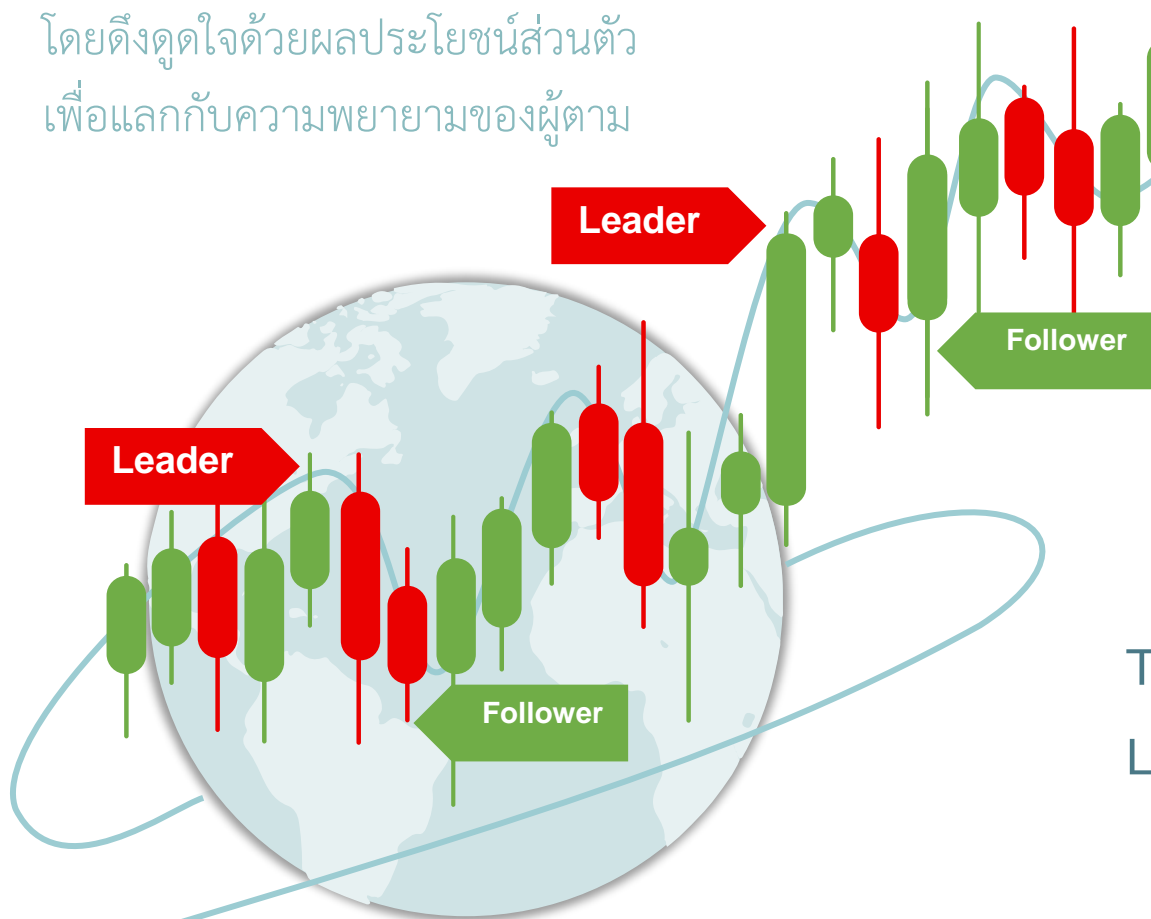 โดยดึงดูดใจด้วยผลประโยชน์ส่วนตัว
เพื่อแลกกับความพยายามของผู้ตาม
Leader
Follower
Leader
Follower
T
L